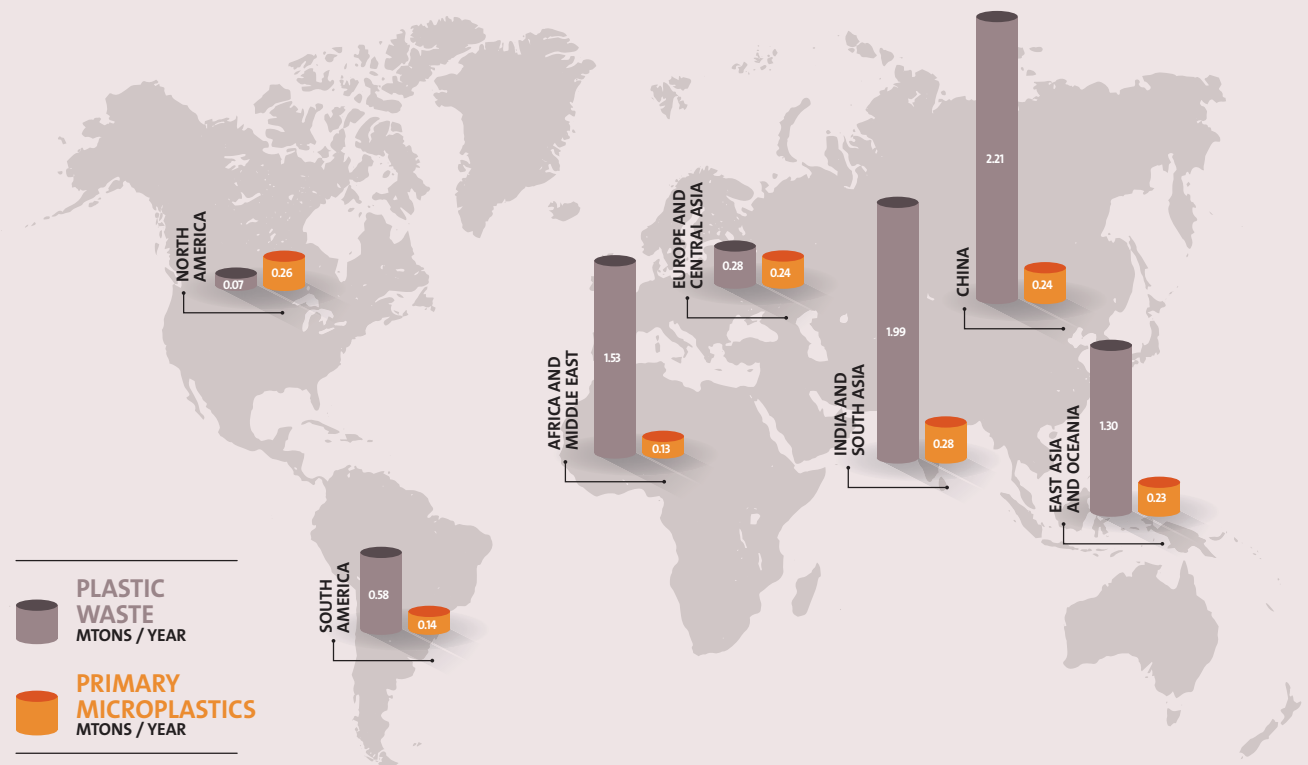 NORTH
AMERICA
0.07
0.26
SOUTH
AMERICA
0.58
0.14
AFRICA AND
MIDDLE EAST
1.53
0.13
EUROPE AND
CENTRAL ASIA
0.28
0.24
INDIA AND
SOUTH ASIA
1.99
0.28
CHINA
2.21
0.24
EAST ASIA
AND OCEANIA
1.30
0.23
PLASTIC
WASTE
MTONS / YEAR
PRIMARY
MICROPLASTICS
MTONS / YEAR